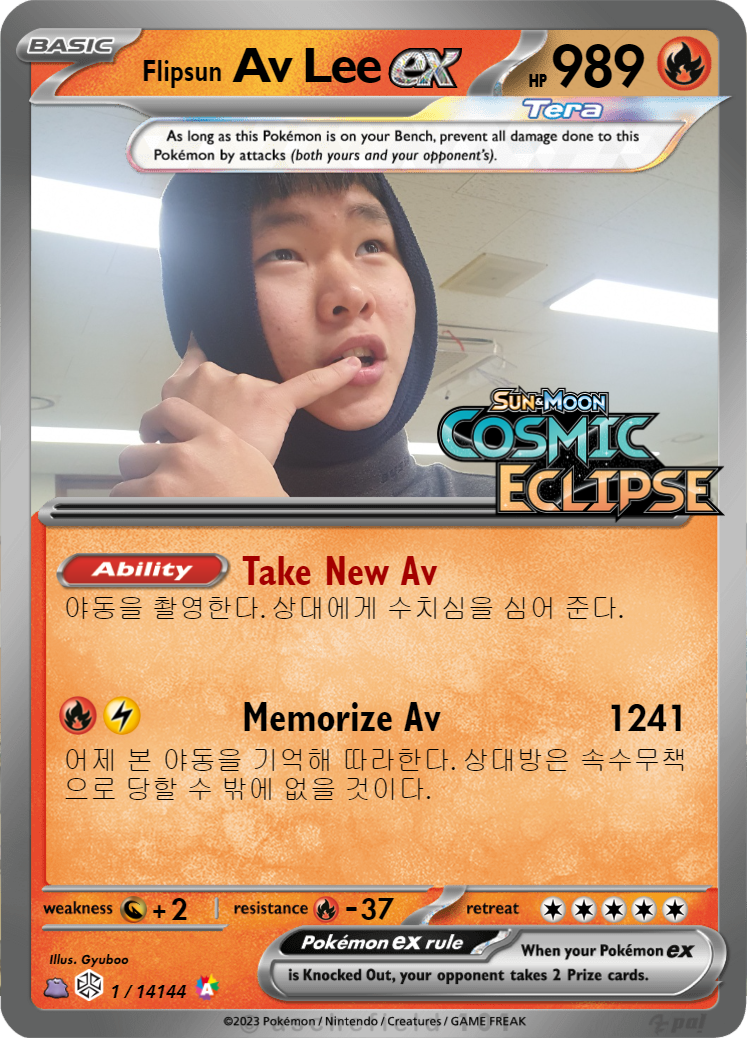 BASIC
Flipsun Av Lee ex HP 989
Tera
As long as this Pokémon is on your Bench, prevent all damage done to this
Pokémon by attacks (both yours and your opponent's).
SUN & MOON
COSMIC
ECLIPSE
Ability Take New Av
야동을 촬영한다. 상대에게 수치심을 심어 준다.
Memorize Av 1241
어제 본 야동을 기억해 따라한다. 상대방은 속수무책
으로 당할 수 밖에 없을 것이다.
weakness +2 resistance -37 retreat
Pokémon ex rule When your Pokémon ex
is Knocked Out, your opponent takes 2 Prize cards.
Illus. Gyuboo
1 / 14144 A
©2023 Pokémon / Nintendo / Creatures / GAME FREAK